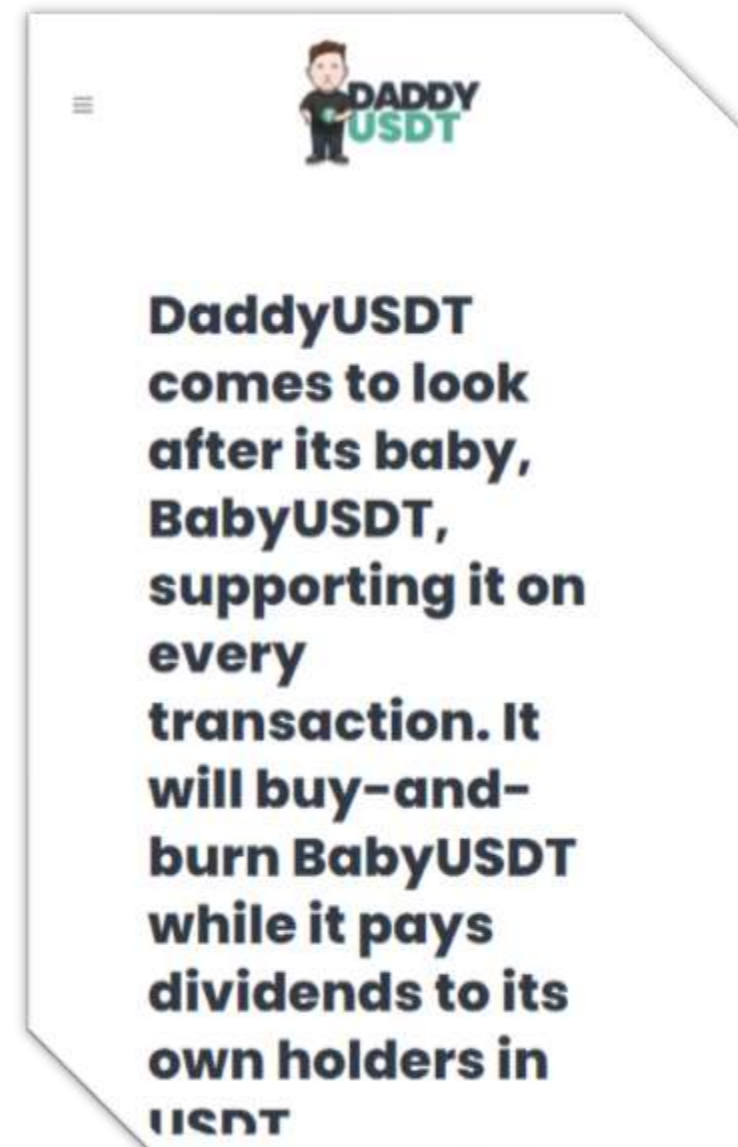 DADDY
USDT
DaddyUSDT
comes to look
after its baby,
BabyUSDT,
supporting it on
every
transaction. It
will buy-and-
burn BabyUSDT
while it pays
dividends to its
own holders in
USDT